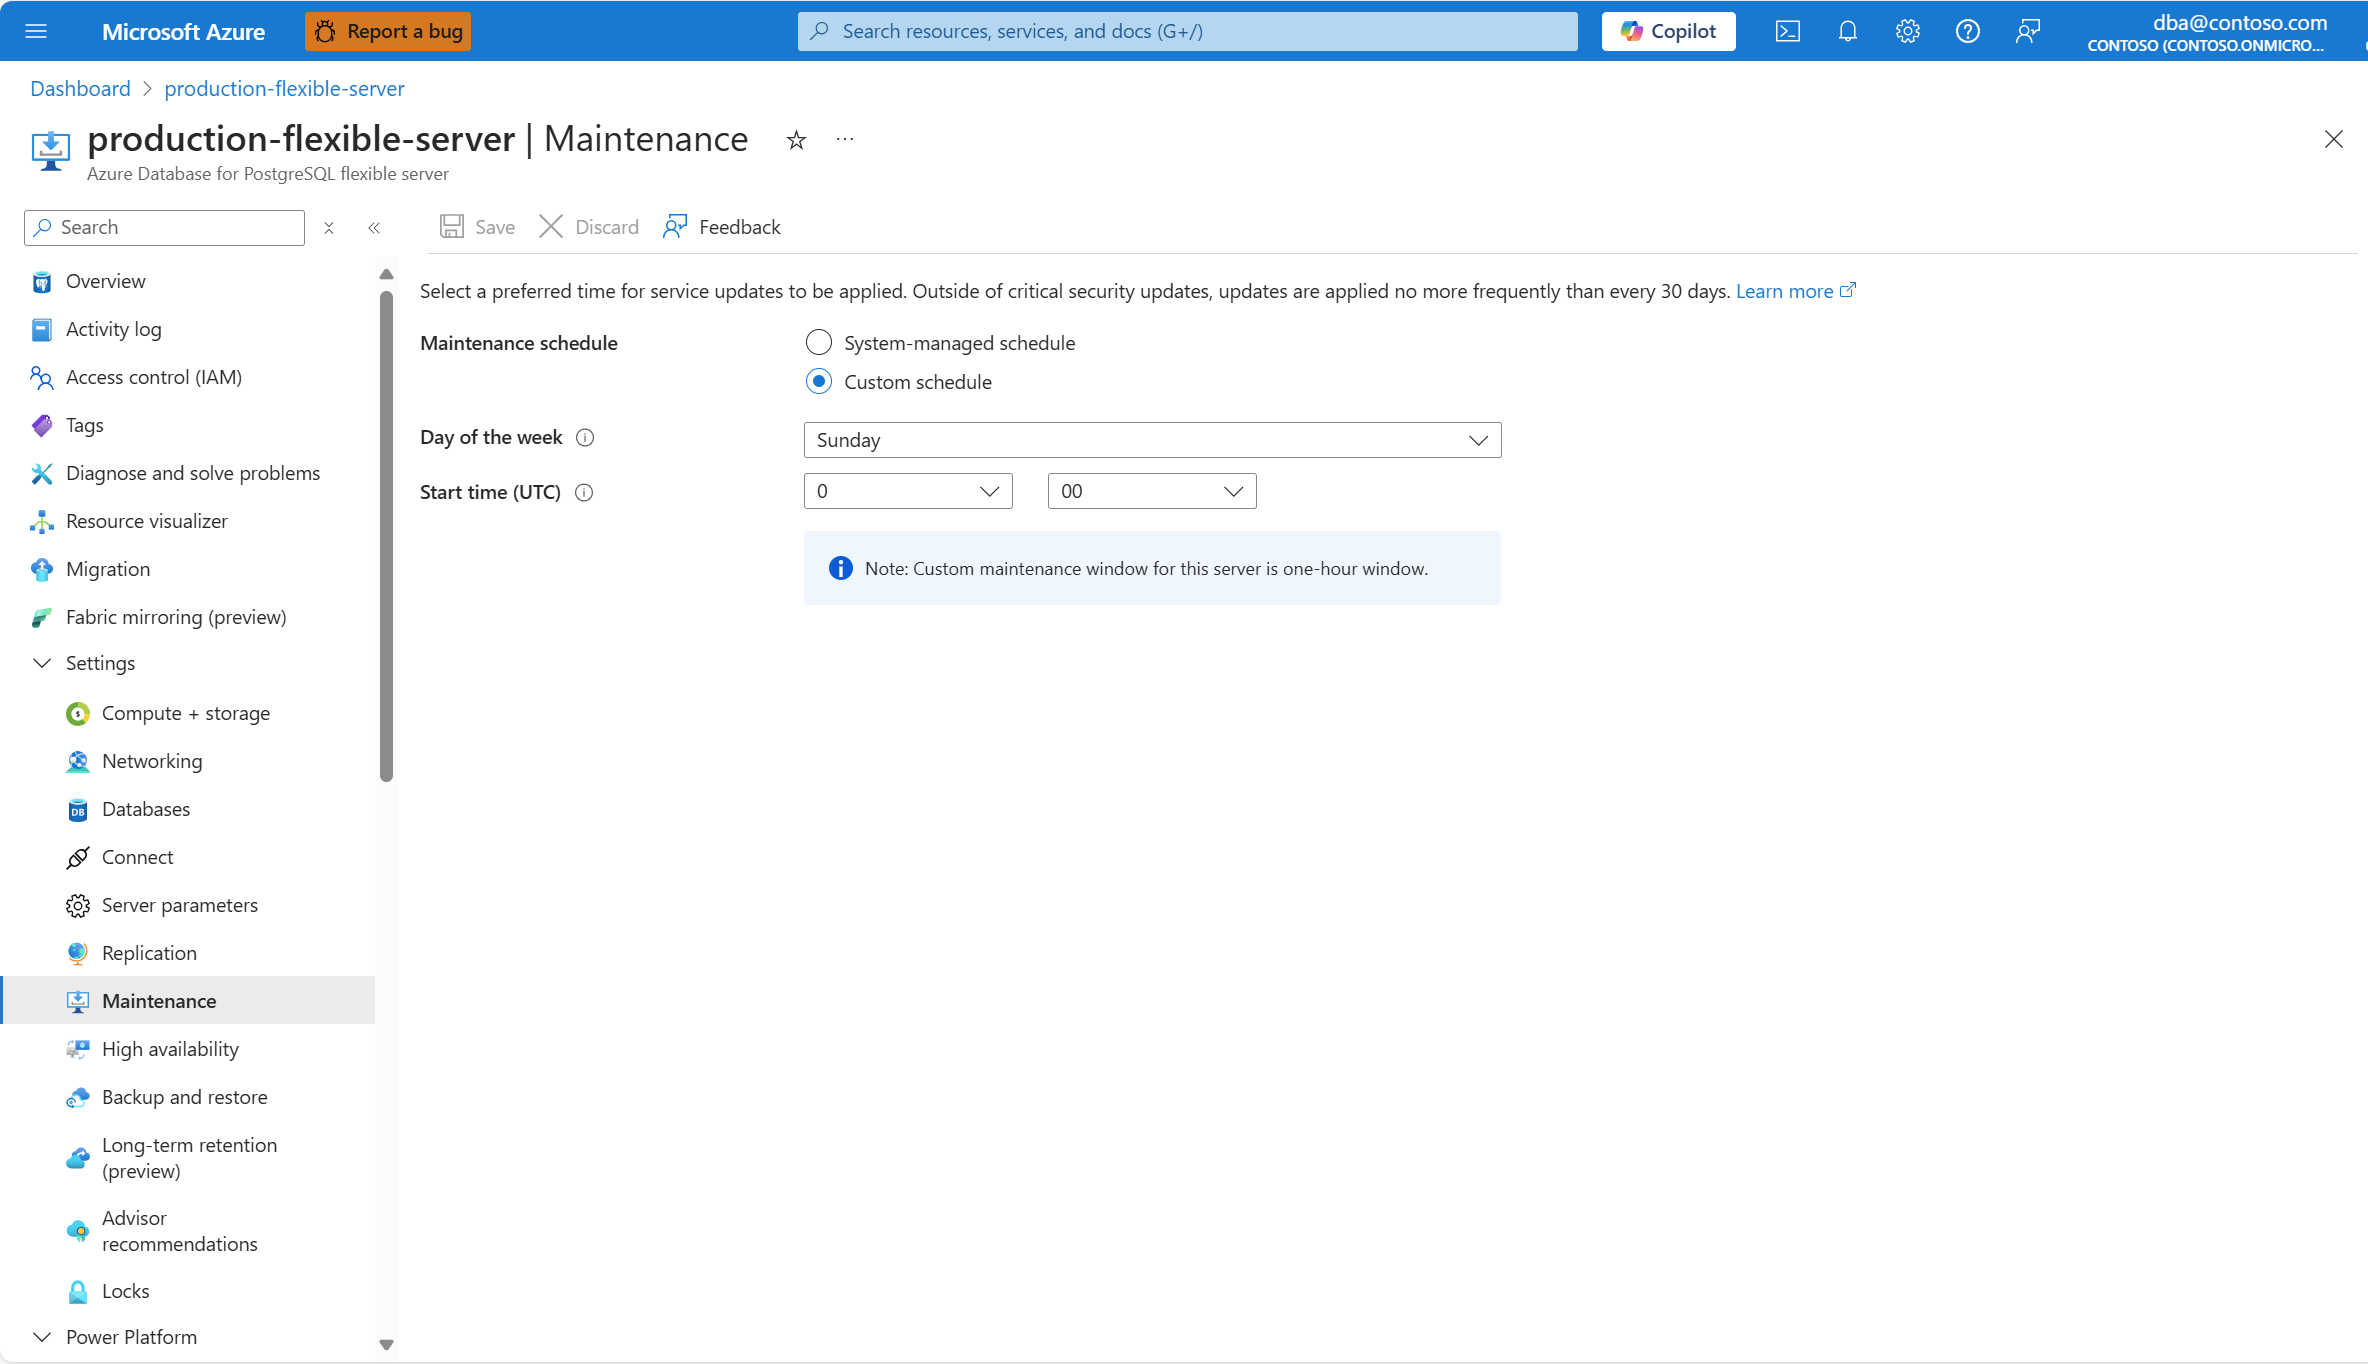 Microsoft Azure
Report a bug
Search resources, services, and docs (G+/)
Copilot
dba@contoso.com
CONTOSO (CONTOSO.ONMICRO...
Dashboard > production-flexible-server
production-flexible-server | Maintenance
Azure Database for PostgreSQL flexible server
Search
Save
Discard
Feedback
Overview
Activity log
Access control (IAM)
Tags
Diagnose and solve problems
Resource visualizer
Migration
Fabric mirroring (preview)
Settings
Compute + storage
Networking
Databases
Connect
Server parameters
Replication
Maintenance
High availability
Backup and restore
Long-term retention
(preview)
Advisor
recommendations
Locks
Power Platform
Select a preferred time for service updates to be applied. Outside of critical security updates, updates are applied no more frequently than every 30 days. Learn more
Maintenance schedule
System-managed schedule
Custom schedule
Day of the week
Sunday
Start time (UTC)
0
00
Note: Custom maintenance window for this server is one-hour window.